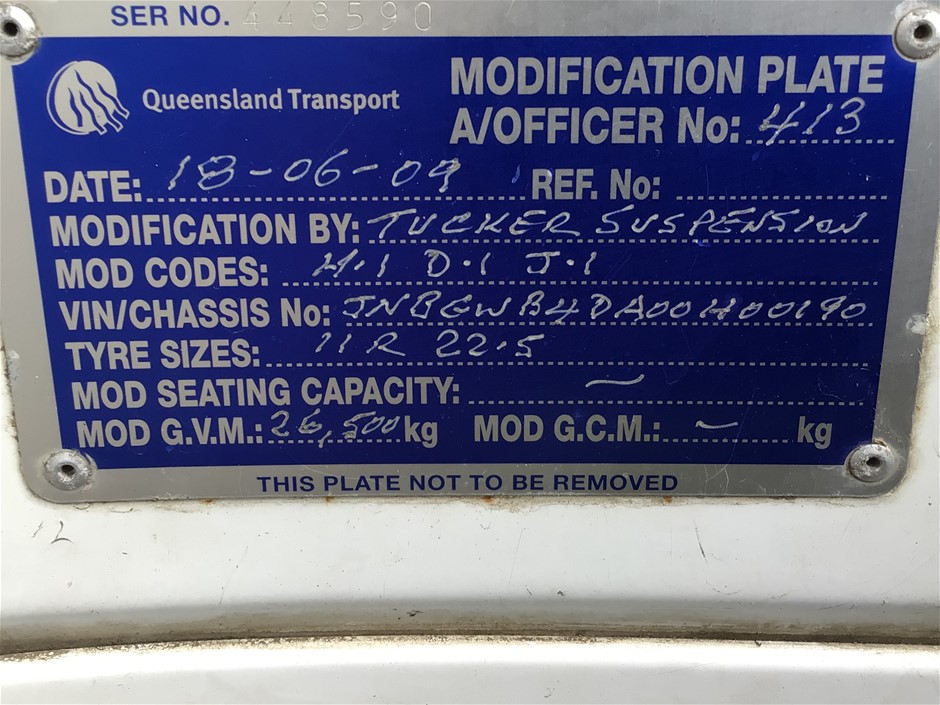 SER NO. 448590
Queensland Transport
MODIFICATION PLATE
A/OFFICER No: 413
DATE: 18-06-09 REF. No:
MODIFICATION BY: TUCKER SUSPENSION
MOD CODES: H.1 D.1 J.1
VIN/CHASSIS No: JNBGWB4DA00H00190
TYRE SIZES: 11R 22.5
MOD SEATING CAPACITY: ~
MOD G.V.M.: 26,500 kg MOD G.C.M.: ~ kg
THIS PLATE NOT TO BE REMOVED